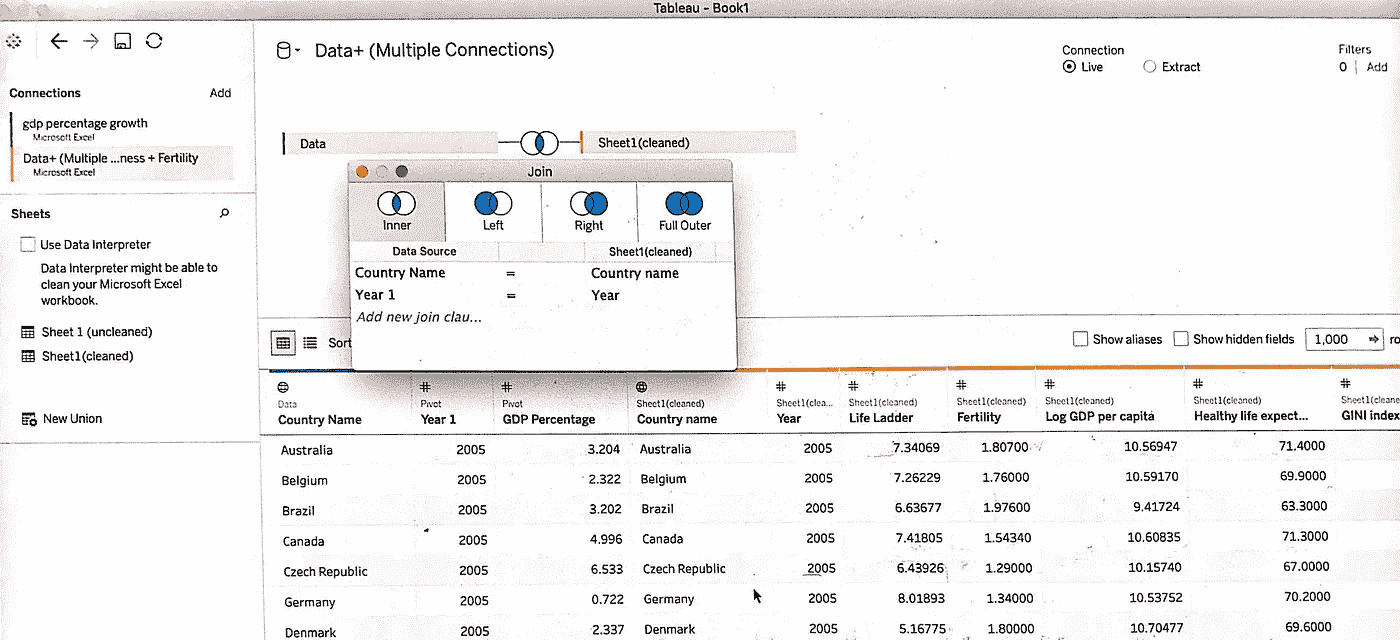 Tableau - Book1
Data+ (Multiple Connections)
Connection
Live
Extract
Filters
0 | Add
Connections
Add
gdp percentage growth
Microsoft Excel
Data+ (Multiple ...ness + Fertility
Microsoft Excel
Sheets
Use Data Interpreter
Data Interpreter might be able to
clean your Microsoft Excel
workbook.
Sheet 1 (uncleaned)
Sheet1(cleaned)
New Union
Data
Sheet1(cleaned)
Join
Inner Left Right Full Outer
Data Source Sheet1(cleaned)
Country Name = Country name
Year 1 = Year
Add new join clau...
Sort
Show aliases
Show hidden fields
1,000
ro
Data Pivot Pivot Sheet1(cleaned) Sheet1(clea... Sheet1(cleaned) Sheet1(cleaned) Sheet1(cleaned) Sheet1(cleaned) Sheet1(cleane
Country Name Year 1 GDP Percentage Country name Year Life Ladder Fertility Log GDP per capita Healthy life expect... GINI index
Australia 2005 3.204 Australia 2005 7.34069 1.80700 10.56947 71.4000
Belgium 2005 2.322 Belgium 2005 7.26229 1.76000 10.59170 69.9000
Brazil 2005 3.202 Brazil 2005 6.63677 1.97600 9.41724 63.3000
Canada 2005 4.996 Canada 2005 7.41805 1.54340 10.60835 71.3000
Czech Republic 2005 6.533 Czech Republic 2005 6.43926 1.29000 10.15740 67.0000
Germany 2005 0.722 Germany 2005 8.01893 1.34000 10.53752 70.2000
Denmark 2005 2.337 Denmark 2005 5.16775 1.80000 10.70477 69.6000